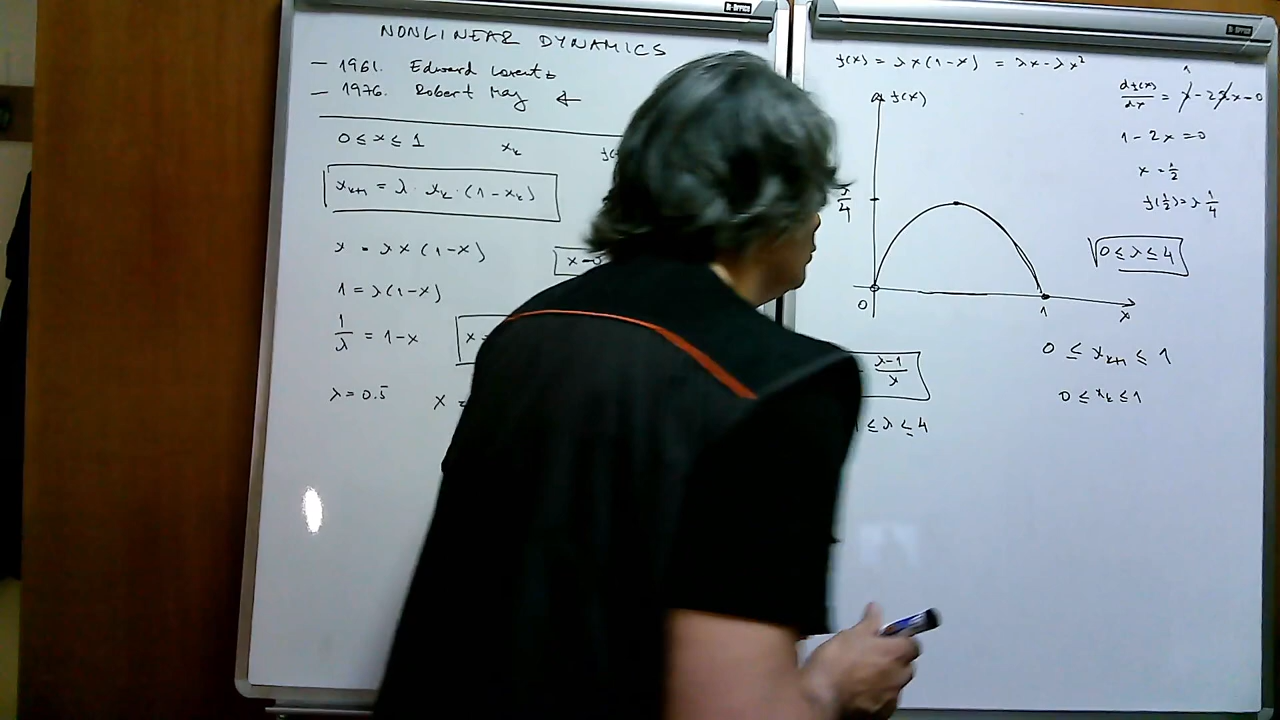 NONLINEAR DYNAMICS
– 1961. Edward Lorentz
– 1976. Robert May ←
0 ≤ x ≤ 1 x_k
x_{k+1} = λ · x_k · (1 - x_k)
x = λx(1-x)
1 = λ(1-x)
1/λ = 1-x
λ = 0.5 x =
f(x) = λx(1-x) = λx - λx²
df(x)/dx = λ - 2λx = 0
1 - 2x = 0
x = 1/2
f(1/2) = λ 1/4
0 ≤ λ ≤ 4
f(x)
λ/4
0 1 x
λ-1/λ
≤ λ ≤ 4
0 ≤ x_{k+1} ≤ 1
0 ≤ x_k ≤ 1